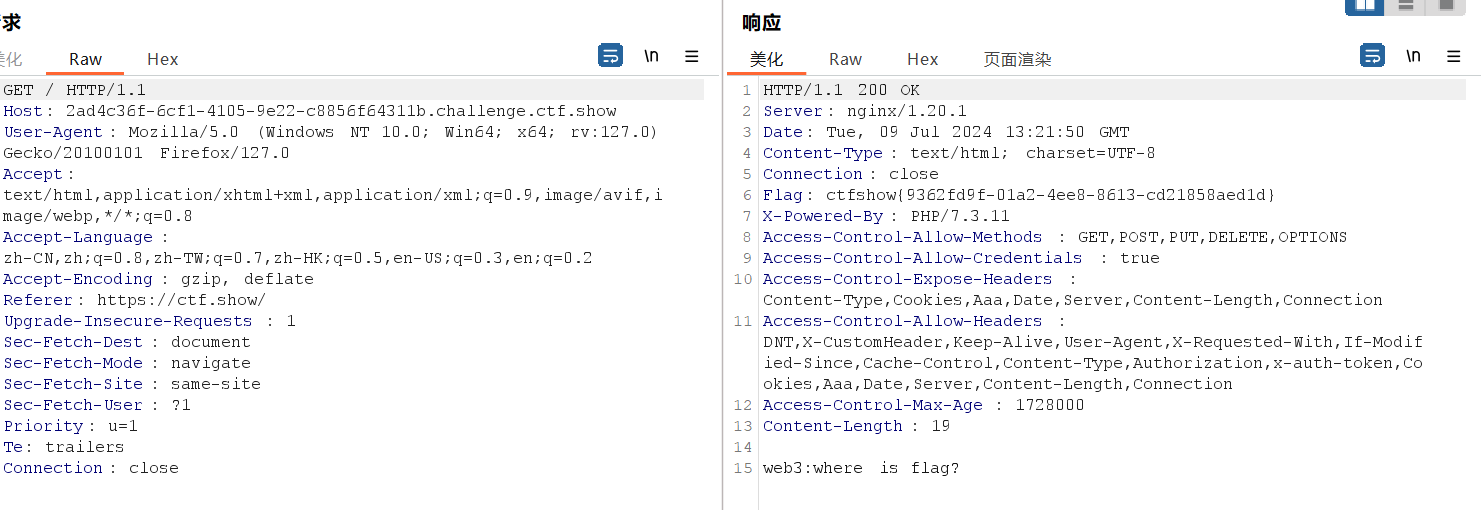 求
美化
Raw
Hex
\n
GET / HTTP/1.1
Host: 2ad4c36f-6cf1-4105-9e22-c8856f64311b.challenge.ctf.show
User-Agent: Mozilla/5.0 (Windows NT 10.0; Win64; x64; rv:127.0)
Gecko/20100101 Firefox/127.0
Accept:
text/html,application/xhtml+xml,application/xml;q=0.9,image/avif,i
mage/webp,*/*;q=0.8
Accept-Language:
zh-CN,zh;q=0.8,zh-TW;q=0.7,zh-HK;q=0.5,en-US;q=0.3,en;q=0.2
Accept-Encoding: gzip, deflate
Referer: https://ctf.show/
Upgrade-Insecure-Requests: 1
Sec-Fetch-Dest: document
Sec-Fetch-Mode: navigate
Sec-Fetch-Site: same-site
Sec-Fetch-User: ?1
Priority: u=1
Te: trailers
Connection: close
响应
美化
Raw
Hex
页面渲染
\n
1 HTTP/1.1 200 OK
2 Server: nginx/1.20.1
3 Date: Tue, 09 Jul 2024 13:21:50 GMT
4 Content-Type: text/html; charset=UTF-8
5 Connection: close
6 Flag: ctfshow{9362fd9f-01a2-4ee8-8613-cd21858aed1d}
7 X-Powered-By: PHP/7.3.11
8 Access-Control-Allow-Methods: GET,POST,PUT,DELETE,OPTIONS
9 Access-Control-Allow-Credentials: true
10 Access-Control-Expose-Headers:
Content-Type,Cookies,Aaa,Date,Server,Content-Length,Connection
11 Access-Control-Allow-Headers:
DNT,X-CustomHeader,Keep-Alive,User-Agent,X-Requested-With,If-Modif
ied-Since,Cache-Control,Content-Type,Authorization,x-auth-token,Co
okies,Aaa,Date,Server,Content-Length,Connection
12 Access-Control-Max-Age: 1728000
13 Content-Length: 19
14
15 web3:where is flag?